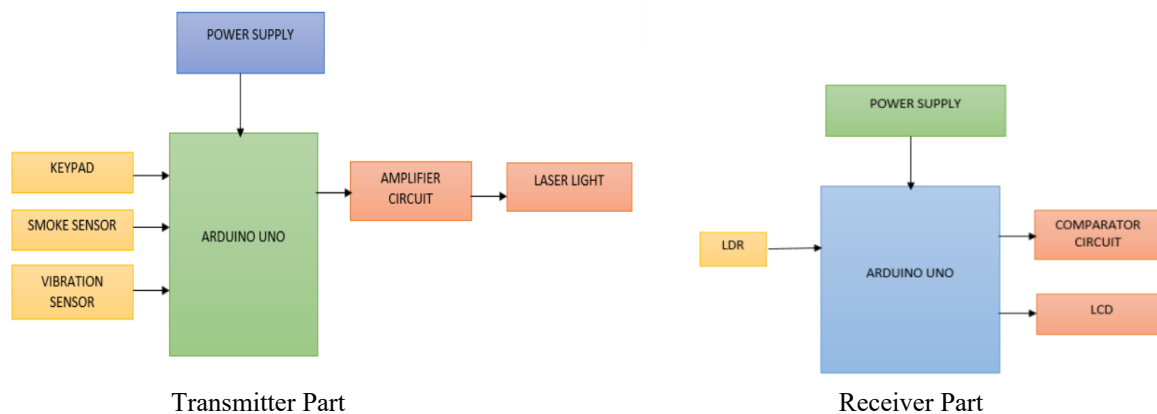 POWER SUPPLY
KEYPAD
SMOKE SENSOR
VIBRATION
SENSOR
ARDUINO UNO
AMPLIFIER
CIRCUIT
LASER LIGHT
Transmitter Part
POWER SUPPLY
LDR
ARDUINO UNO
COMPARATOR
CIRCUIT
LCD
Receiver Part